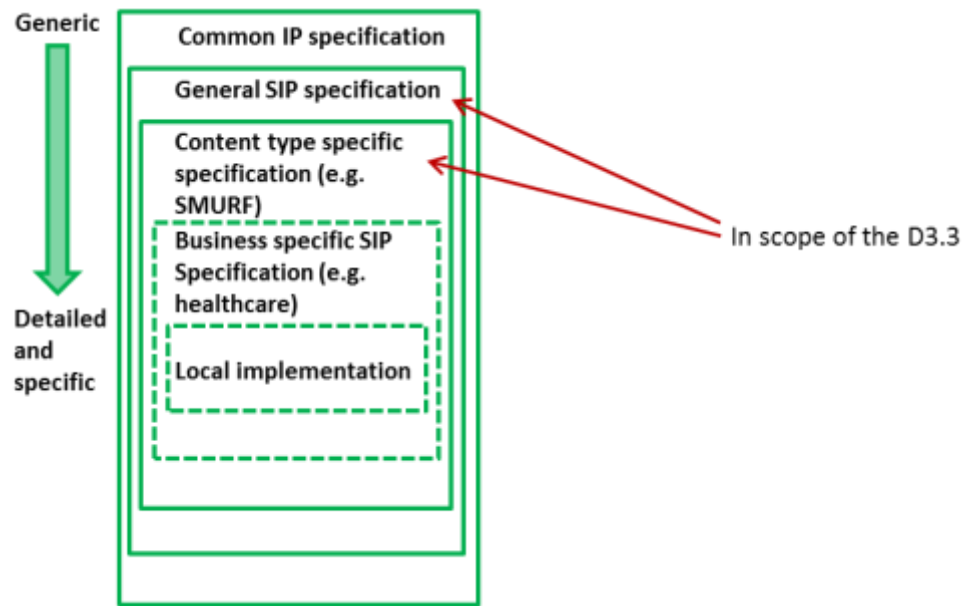 Generic
Common IP specification
General SIP specification
Content type specific
specification (e.g.
SMURF)
Business specific SIP
Specification (e.g.
healthcare)
Local implementation
Detailed
and
specific
In scope of the D3.3